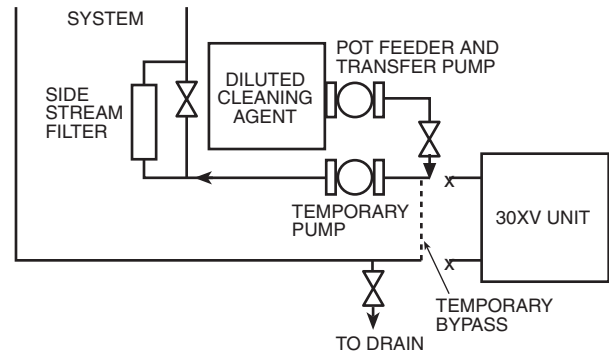 SYSTEM
POT FEEDER AND
TRANSFER PUMP
DILUTED
CLEANING
AGENT
SIDE
STREAM
FILTER
TEMPORARY
PUMP
x
x
30XV UNIT
TEMPORARY
BYPASS
TO DRAIN